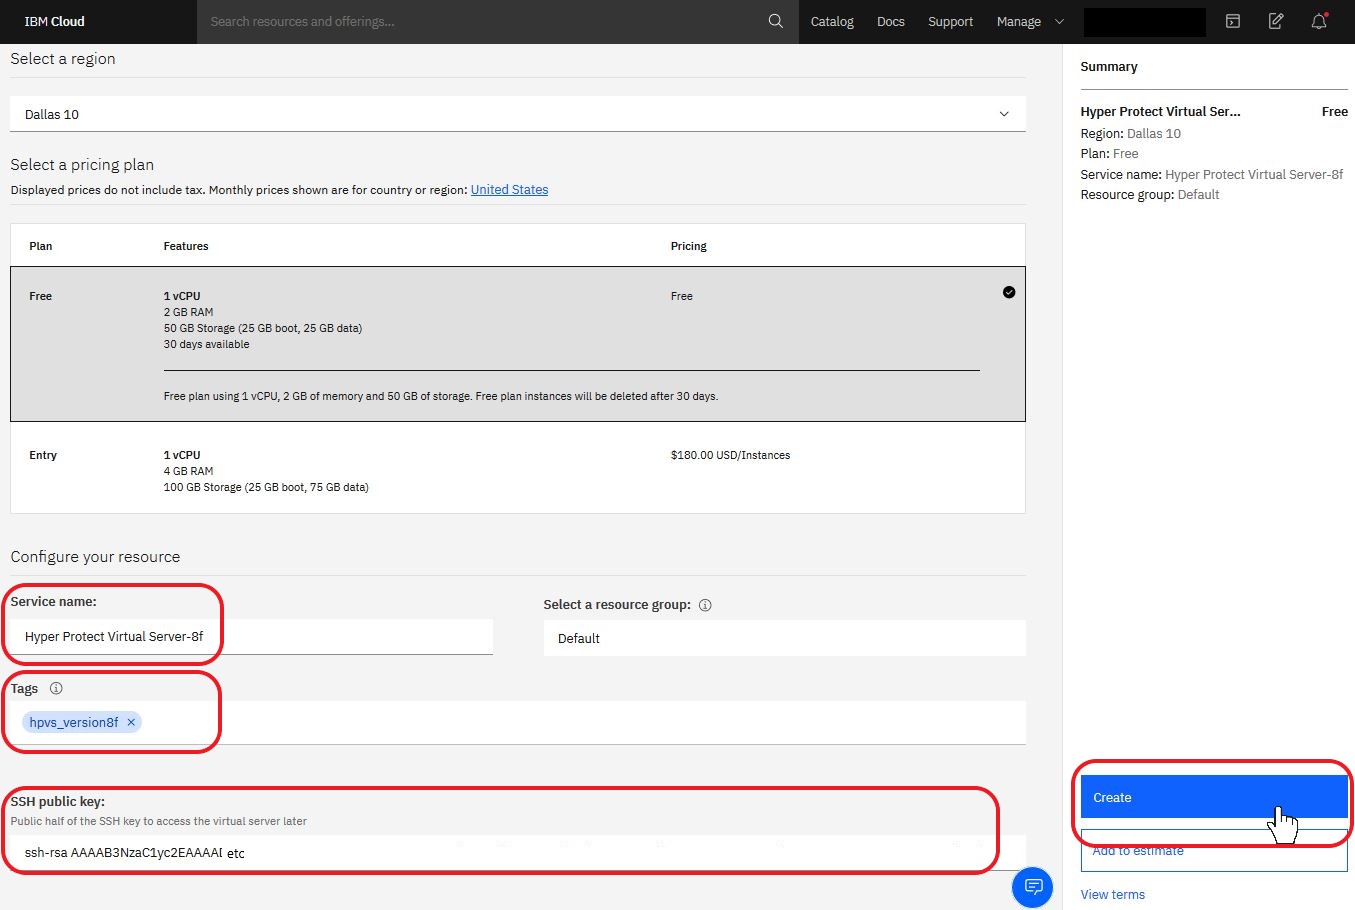 IBM Cloud
Search resources and offerings...
Catalog
Docs
Support
Manage
Select a region
Dallas 10
Select a pricing plan
Displayed prices do not include tax. Monthly prices shown are for country or region: United States
Plan Features Pricing
Free 1 vCPU Free
2 GB RAM
50 GB Storage (25 GB boot, 25 GB data)
30 days available
Free plan using 1 vCPU, 2 GB of memory and 50 GB of storage. Free plan instances will be deleted after 30 days.
Entry 1 vCPU $180.00 USD/Instances
4 GB RAM
100 GB Storage (25 GB boot, 75 GB data)
Configure your resource
Service name:
Hyper Protect Virtual Server-8f
Select a resource group:
Default
Tags
hpvs_version8f ×
SSH public key:
Public half of the SSH key to access the virtual server later
ssh-rsa AAAAB3NzaC1yc2EAAAAD etc
Summary
Hyper Protect Virtual Ser... Free
Region: Dallas 10
Plan: Free
Service name: Hyper Protect Virtual Server-8f
Resource group: Default
Create
Add to estimate
View terms